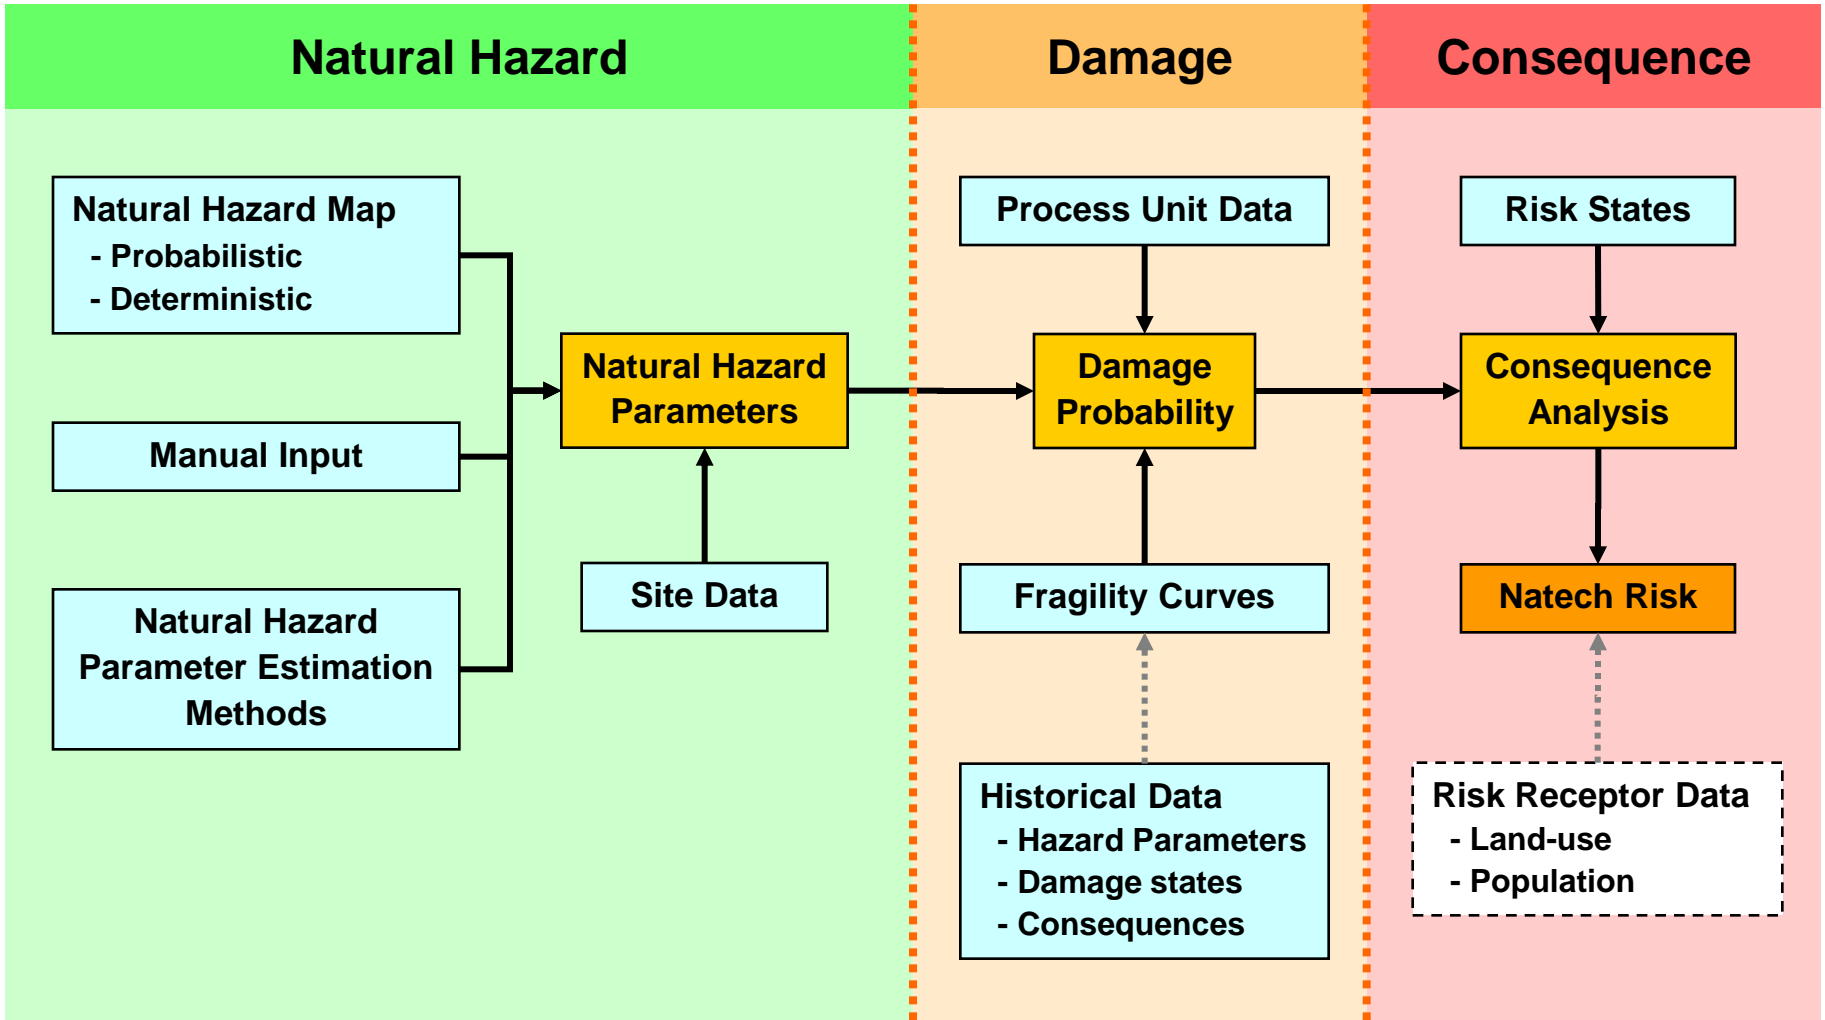 Natural Hazard
Damage
Consequence
Natural Hazard Map
- Probabilistic
- Deterministic
Manual Input
Natural Hazard
Parameter Estimation
Methods
Natural Hazard
Parameters
Site Data
Process Unit Data
Damage
Probability
Fragility Curves
Historical Data
- Hazard Parameters
- Damage states
- Consequences
Risk States
Consequence
Analysis
Natech Risk
Risk Receptor Data
- Land-use
- Population